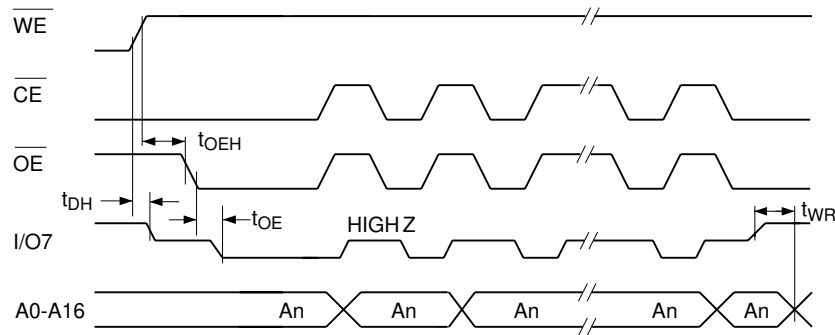 WE
CE
tOEH
OE
tDH
tOE
tWR
I/O7
HIGH Z
A0-A16
An
An
An
An
An